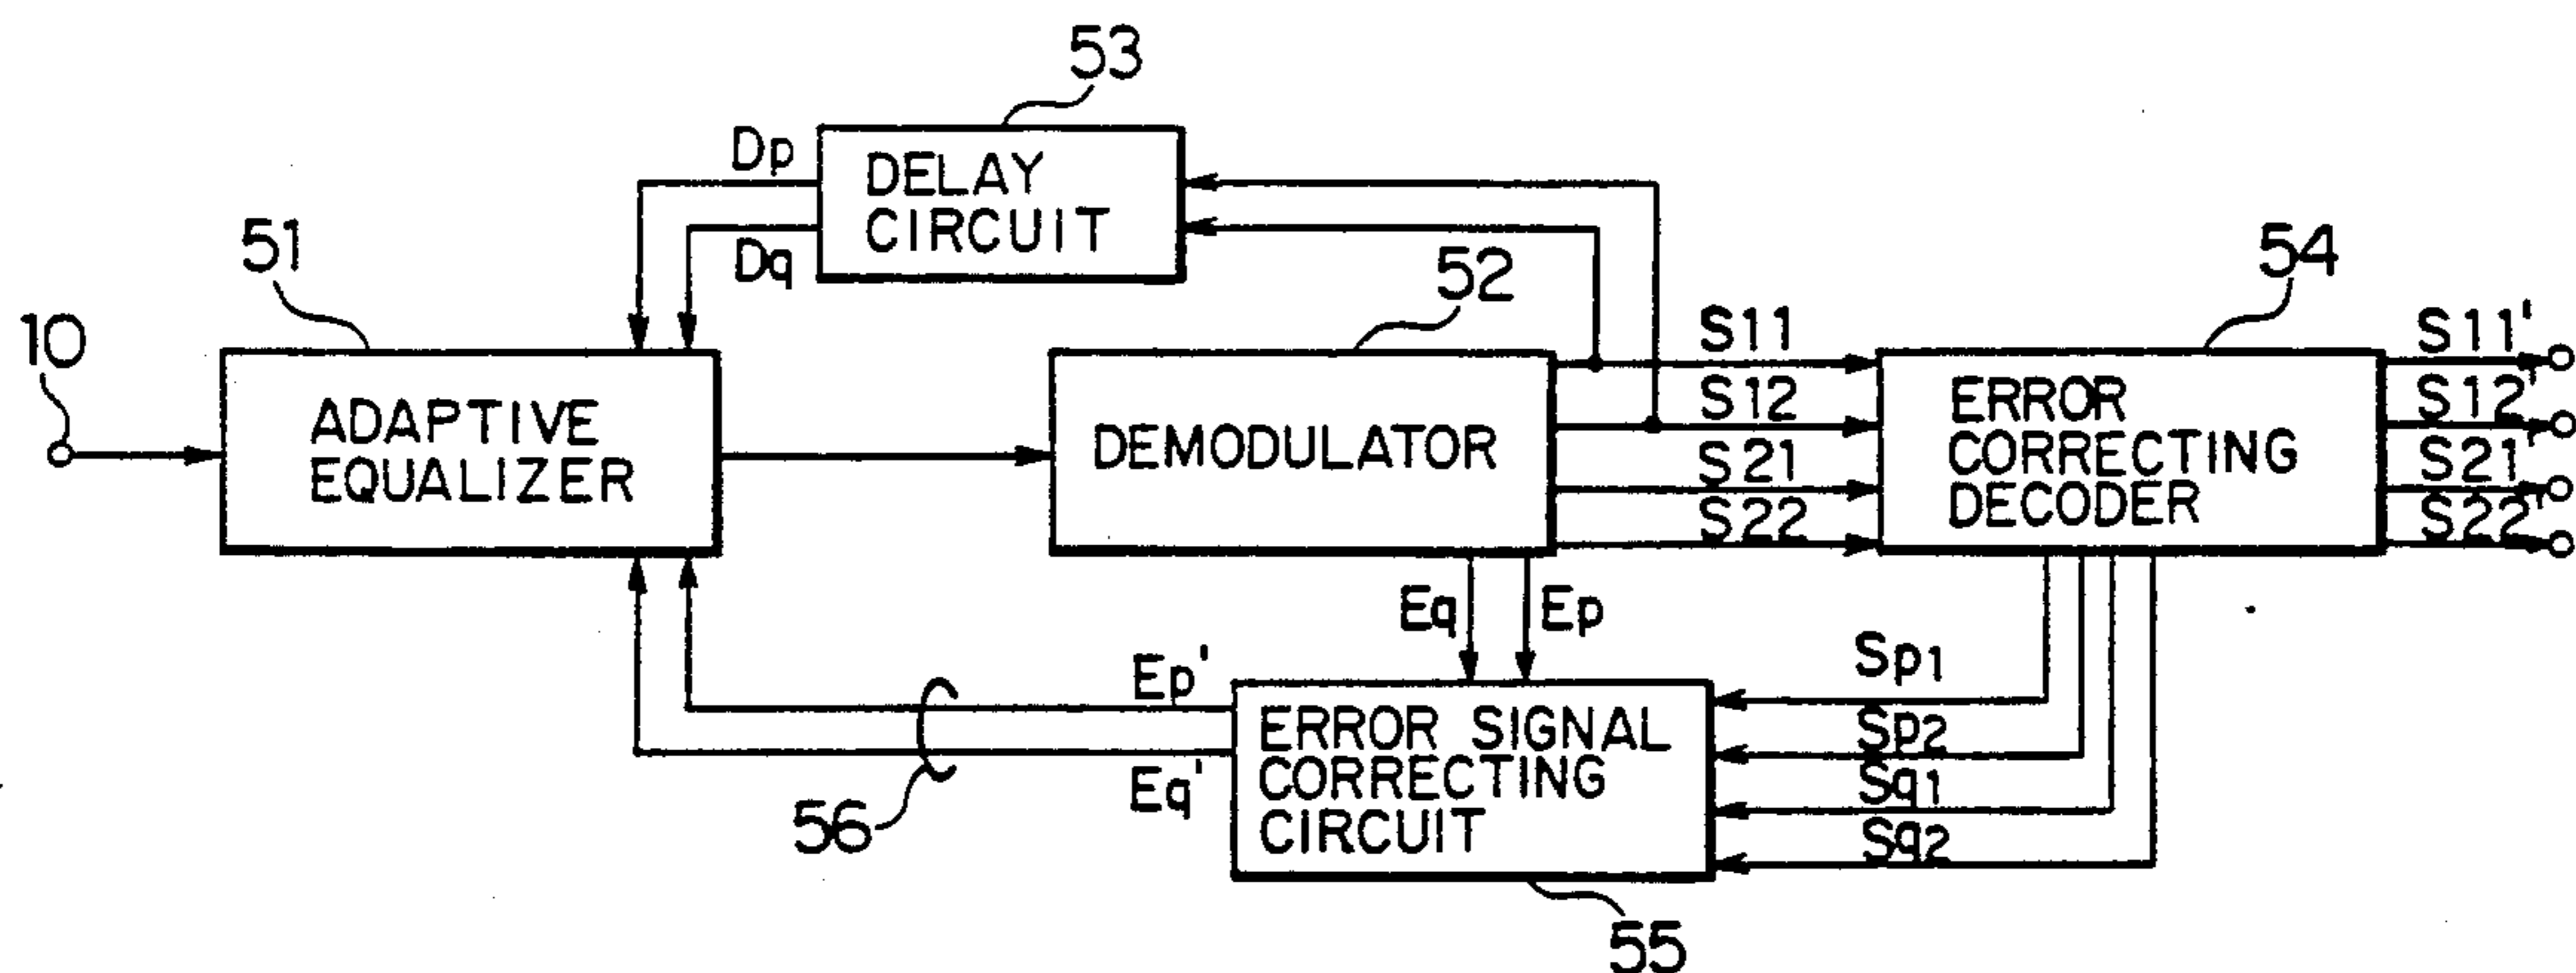 53
Dp
DELAY
CIRCUIT
Dq
51
52
54
10
S11
S11'
ADAPTIVE
EQUALIZER
DEMODULATOR
S12
S12'
ERROR
CORRECTING
DECODER
S21
S21'
S22
S22'
Eq
Ep
Sp1
Ep'
ERROR SIGNAL
CORRECTING
CIRCUIT
Sp2
Eq'
Sq1
56
Sq2
55